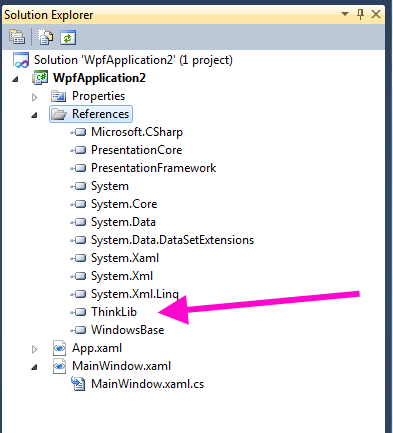 Solution Explorer
Solution 'WpfApplication2' (1 project)
WpfApplication2
Properties
References
Microsoft.CSharp
PresentationCore
PresentationFramework
System
System.Core
System.Data
System.Data.DataSetExtensions
System.Xaml
System.Xml
System.Xml.Linq
ThinkLib
WindowsBase
App.xaml
MainWindow.xaml
MainWindow.xaml.cs